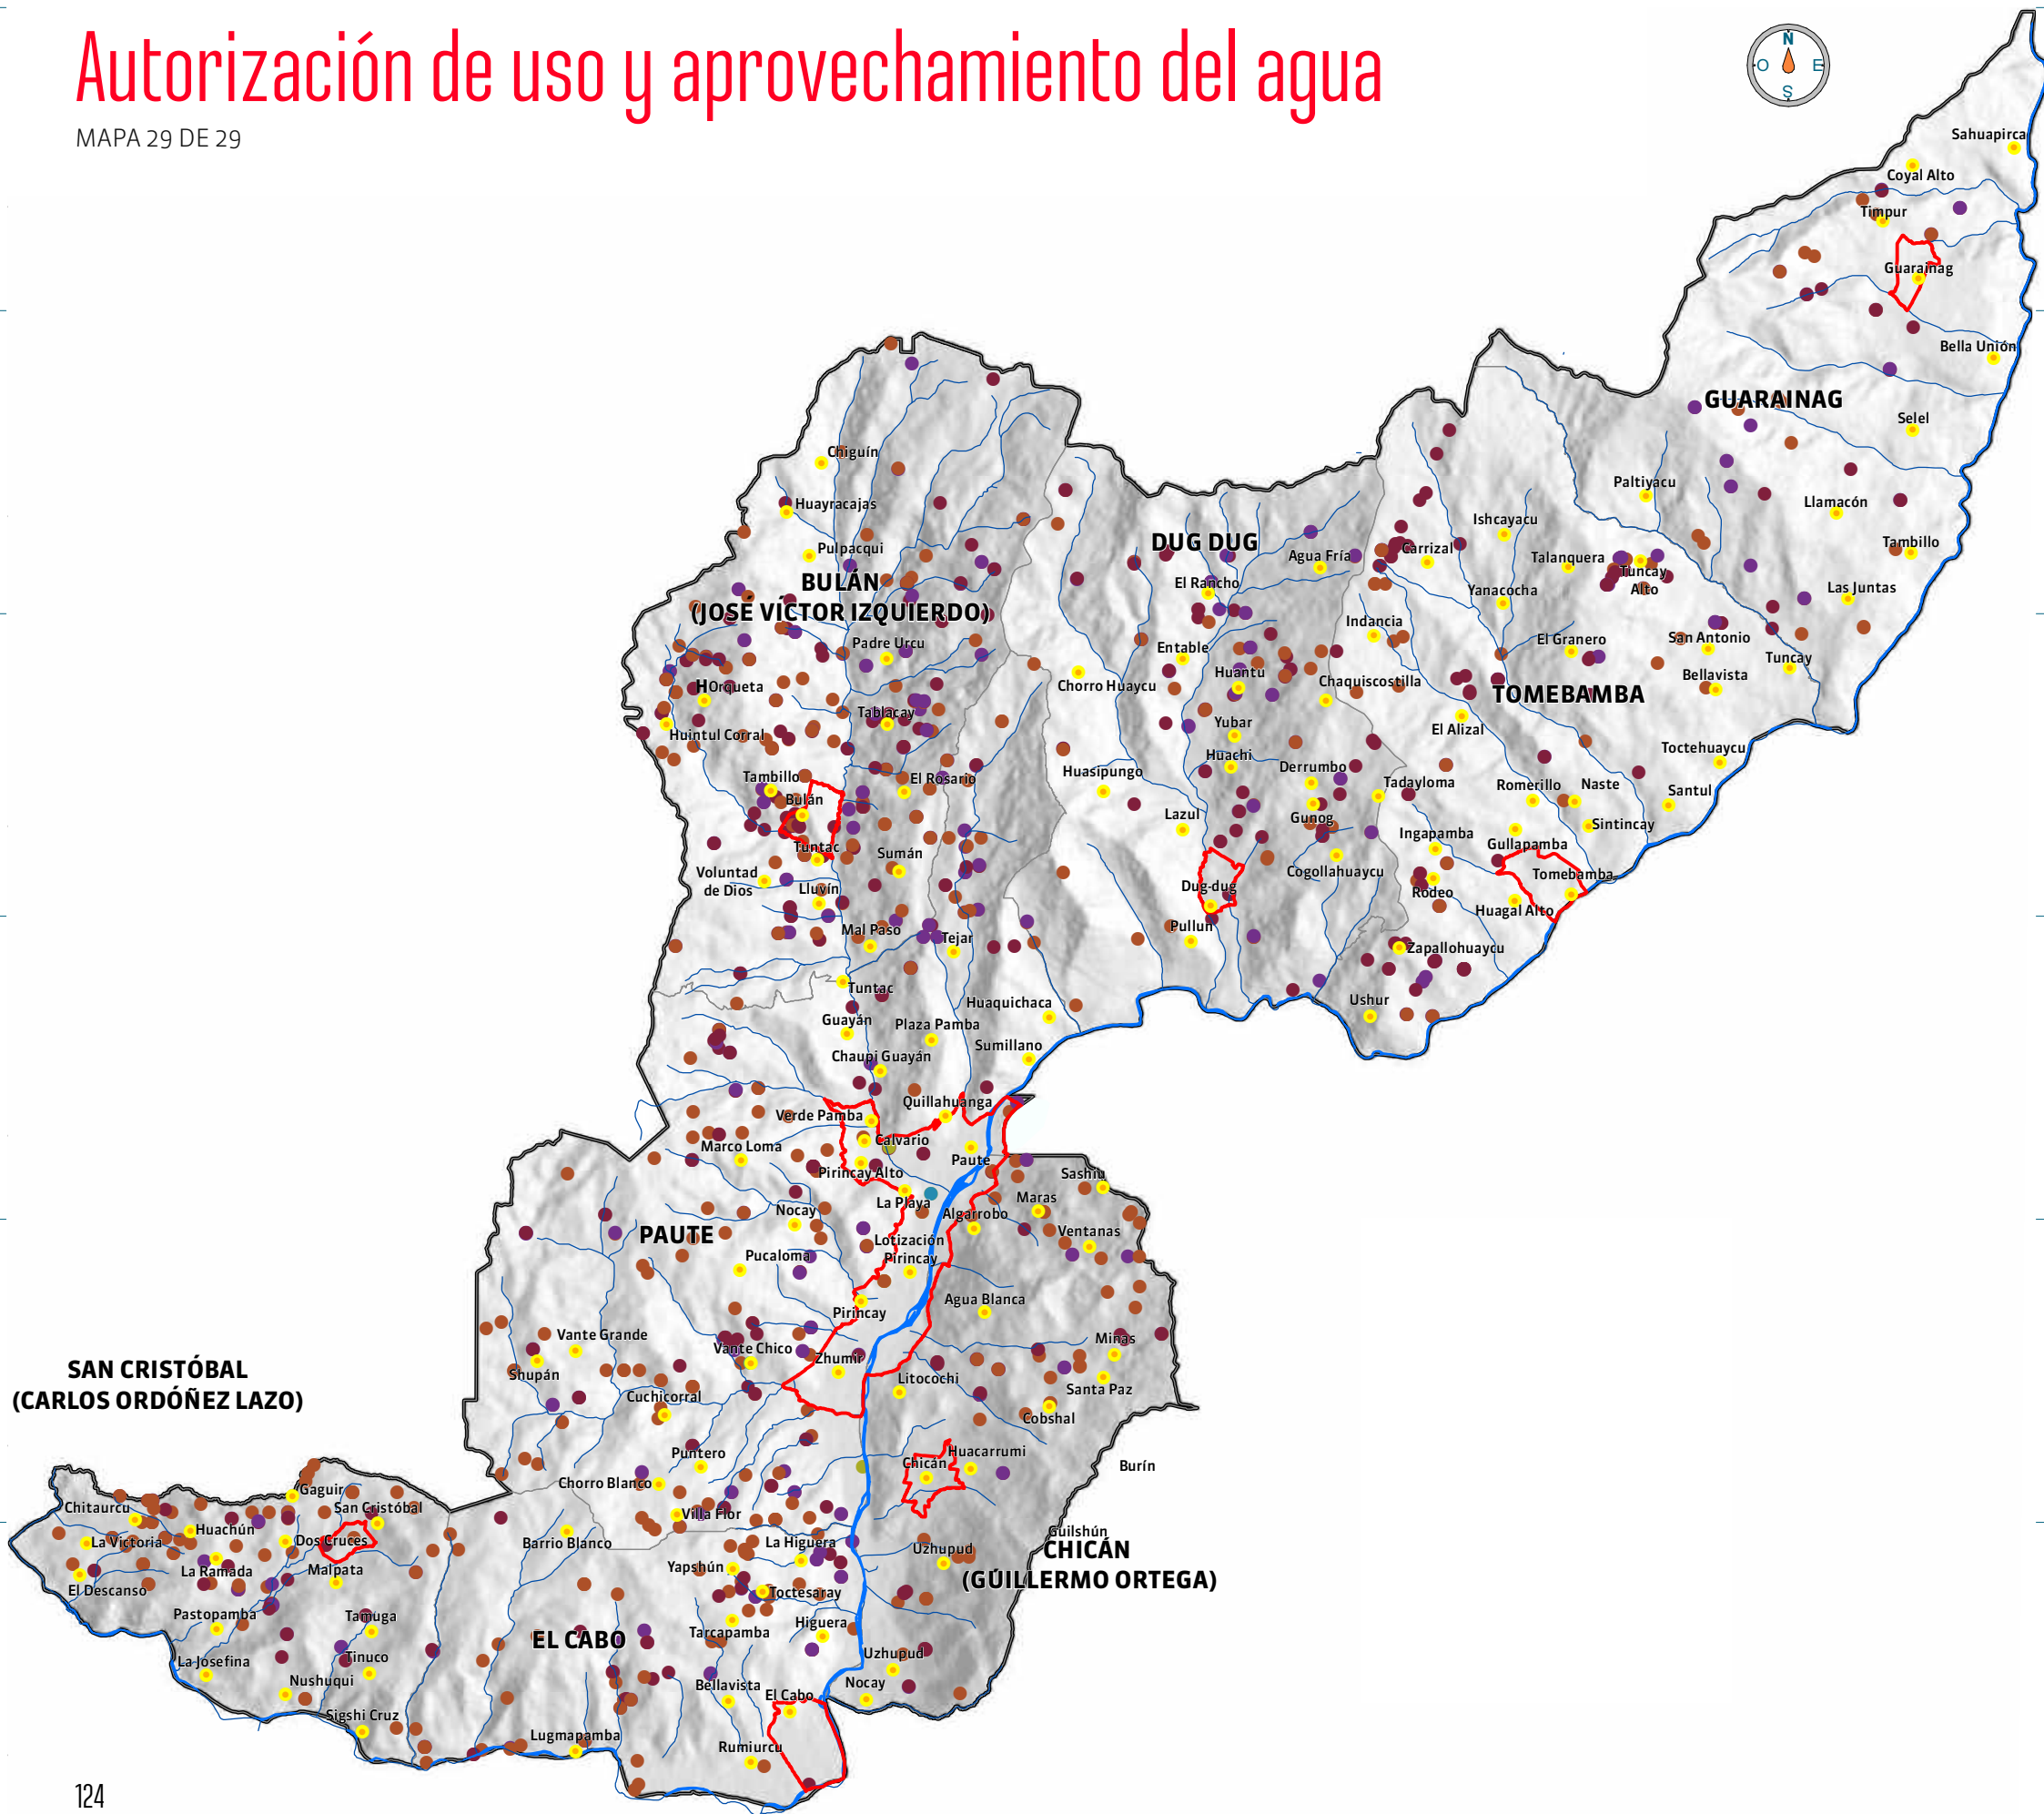 Autorización de uso y aprovechamiento del agua
MAPA 29 DE 29
N
O
E
S
Sahuapirca
Coyal Alto
Timpur
Guarainag
Bella Unión
GUARAINAG
Selel
Chiguín
Paltiyacu
Huayracajas
Llamacón
Ishcayacu
DUG DUG
Tambillo
Pulpacqui
Carrizal
Agua Fría
Talanquera
Tuncay
Alto
BULÁN
(JOSE VÍCTOR IZQUIERDO)
El Rancho
Yanacocha
Las Juntas
Indancia
Padre Urcu
Entable
El Granero
San Antonio
Tuncay
Huantu
Bellavista
HOrqueta
Chorro Huaycu
Chaquiscostilla
TOMEBAMBA
Tablacay
Yubar
El Alizal
Huintul Corral
Huachi
Toctehuaycu
Tambillo
El Rosario
Huasipungo
Derrumbo
Tadayloma
Romerillo
Naste
Santul
Bulán
Lazul
Gunog
Sintincay
Ingapamba
Tuntac
Sumán
Gullapamba
Voluntad
de Dios
Cogollahuaycu
Tomebamba
Lluvín
Dug-dug
Rodeo
Huagal Alto
Mal Paso
Tejar
Pullun
Zapallohuaycu
Tuntac
Huaquichaca
Ushur
Guayán
Plaza Pamba
Chaupi Guayán
Sumillano
Quillahuanga
Verde Pamba
Calvario
Marco Loma
Paute
Pirincay Alto
Sashiu
La Playa
Maras
Nocay
Algarrobo
PAUTE
Ventanas
Lotización
Pirincay
Pucaloma
Agua Blanca
Pirincay
Vante Grande
Minas
Vante Chico
Zhumir
SAN CRISTÓBAL
(CARLOS ORDÓÑEZ LAZO)
Shupán
Litocochi
Santa Paz
Cuchicorral
Cobshal
Puntero
Huacarrumi
Chicán
Burín
Chorro Blanco
Gaguir
Chitaurcu
San Cristóbal
Villa Flor
Huachún
Guilshún
La Victoria
Dos Cruces
Barrio Blanco
La Higuera
CHICÁN
(GUILLERMO ORTEGA)
Uzhupud
La Ramada
Malpata
Yapshún
El Descanso
Toctesaray
Pastopamba
Tamuga
Tarcapamba
Higuera
EL CABO
La Josefina
Tinuco
Uzhupud
Nushuqui
Bellavista
El Cabo
Nocay
Sigshi Cruz
Lugmapamba
Rumiurcu
124